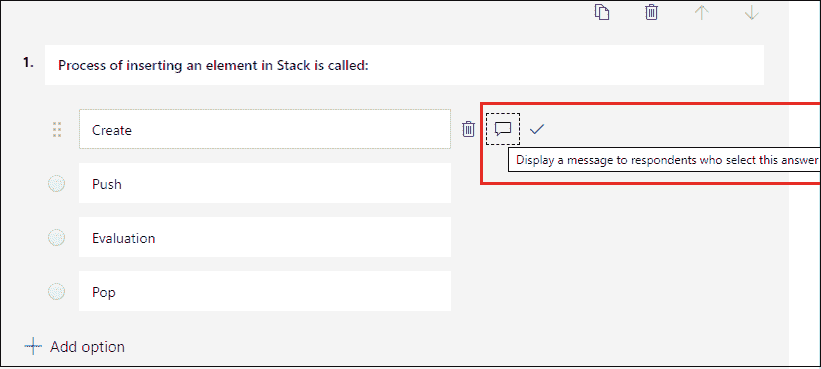 1. Process of inserting an element in Stack is called:
Create
Display a message to respondents who select this answer
Push
Evaluation
Pop
Add option